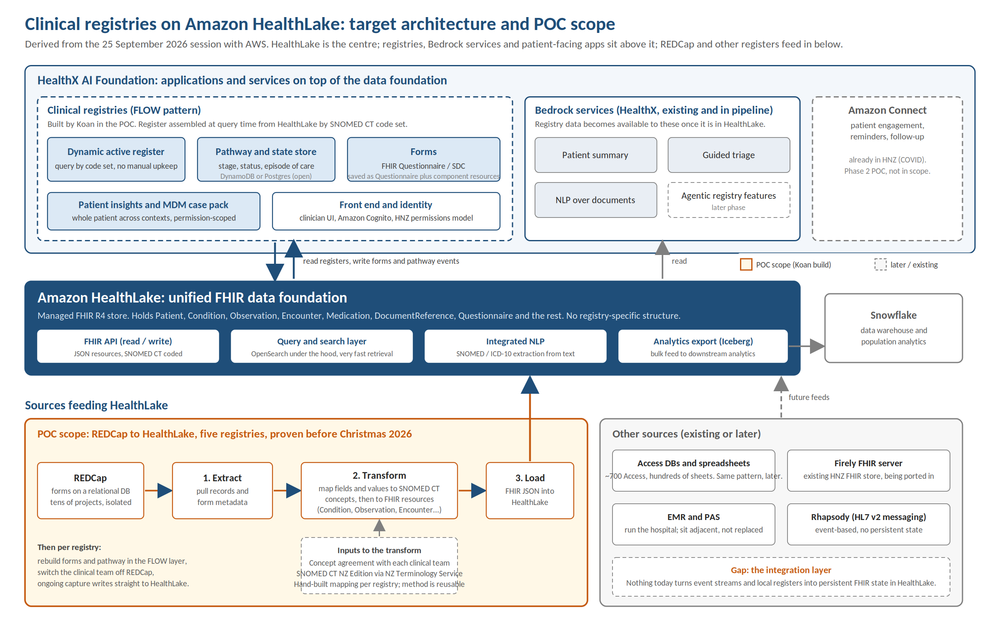 Clinical registries on Amazon HealthLake: target architecture and POC scope
Derived from the 25 September 2026 session with AWS. HealthLake is the centre; registries, Bedrock services and patient-facing apps sit above it; REDCap and other registers feed in below.
HealthX AI Foundation: applications and services on top of the data foundation
Clinical registries (FLOW pattern)
Built by Koan in the POC. Register assembled at query time from HealthLake by SNOMED CT code set.
Dynamic active register
query by code set, no manual upkeep
Pathway and state store
stage, status, episode of care
DynamoDB or Postgres (open)
Forms
FHIR Questionnaire / SDC
saved as Questionnaire plus component resources
Patient insights and MDM case pack
whole patient across contexts, permission-scoped
Front end and identity
clinician UI, Amazon Cognito, HNZ permissions model
Bedrock services (HealthX, existing and in pipeline)
Registry data becomes available to these once it is in HealthLake.
Patient summary
Guided triage
NLP over documents
Agentic registry features
later phase
Amazon Connect
patient engagement,
reminders, follow-up
already in HNZ (COVID).
Phase 2 POC, not in scope.
read registers, write forms and pathway events
read
POC scope (Koan build)
later / existing
Amazon HealthLake: unified FHIR data foundation
Managed FHIR R4 store. Holds Patient, Condition, Observation, Encounter, Medication, DocumentReference, Questionnaire and the rest. No registry-specific structure.
FHIR API (read / write)
JSON resources, SNOMED CT coded
Query and search layer
OpenSearch under the hood, very fast retrieval
Integrated NLP
SNOMED / ICD-10 extraction from text
Analytics export (Iceberg)
bulk feed to downstream analytics
Snowflake
data warehouse and
population analytics
future feeds
Sources feeding HealthLake
POC scope: REDCap to HealthLake, five registries, proven before Christmas 2026
REDCap
forms on a relational DB
tens of projects, isolated
1. Extract
pull records and
form metadata
2. Transform
map fields and values to SNOMED CT
concepts, then to FHIR resources
(Condition, Observation, Encounter...)
3. Load
FHIR JSON into
HealthLake
Then per registry:
rebuild forms and pathway in the FLOW layer,
switch the clinical team off REDCap,
ongoing capture writes straight to HealthLake.
Inputs to the transform
Concept agreement with each clinical team
SNOMED CT NZ Edition via NZ Terminology Service
Hand-built mapping per registry; method is reusable
Other sources (existing or later)
Access DBs and spreadsheets
~700 Access, hundreds of sheets. Same pattern, later.
Firely FHIR server
existing HNZ FHIR store, being ported in
EMR and PAS
run the hospital; sit adjacent, not replaced
Rhapsody (HL7 v2 messaging)
event-based, no persistent state
Gap: the integration layer
Nothing today turns event streams and local registers into persistent FHIR state in HealthLake.